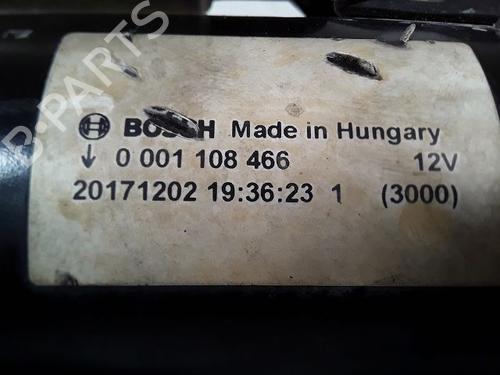 BOSCH Made in Hungary
↓ 0 001 108 466 12V
20171202 19:36:23 1 (3000)
B-PARTS